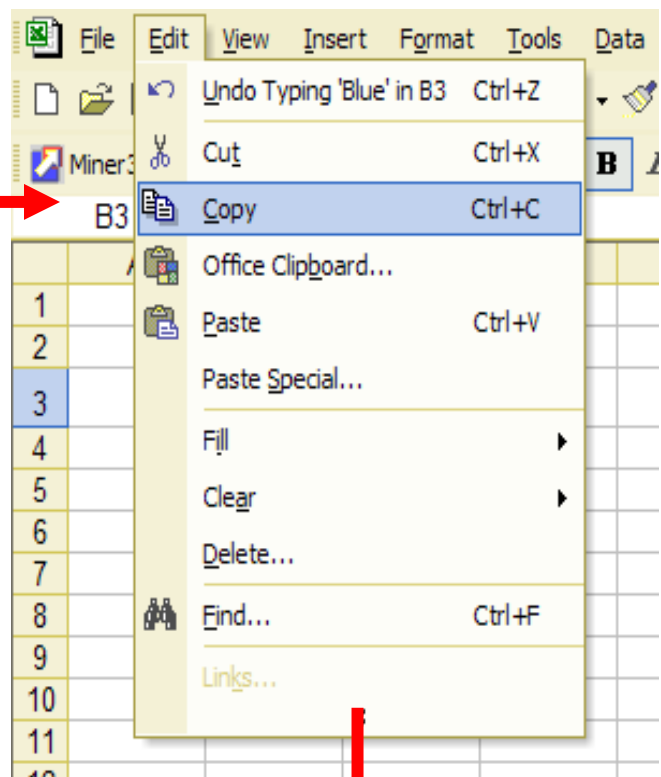 File Edit View Insert Format Tools Data
Undo Typing 'Blue' in B3 Ctrl+Z
Cut Ctrl+X
Miner3 B
Copy Ctrl+C
B3
Office Clipboard...
1
Paste Ctrl+V
2
Paste Special...
3
Fill
4
Clear
5
6
Delete...
7
8 Find... Ctrl+F
9
Links...
10
11